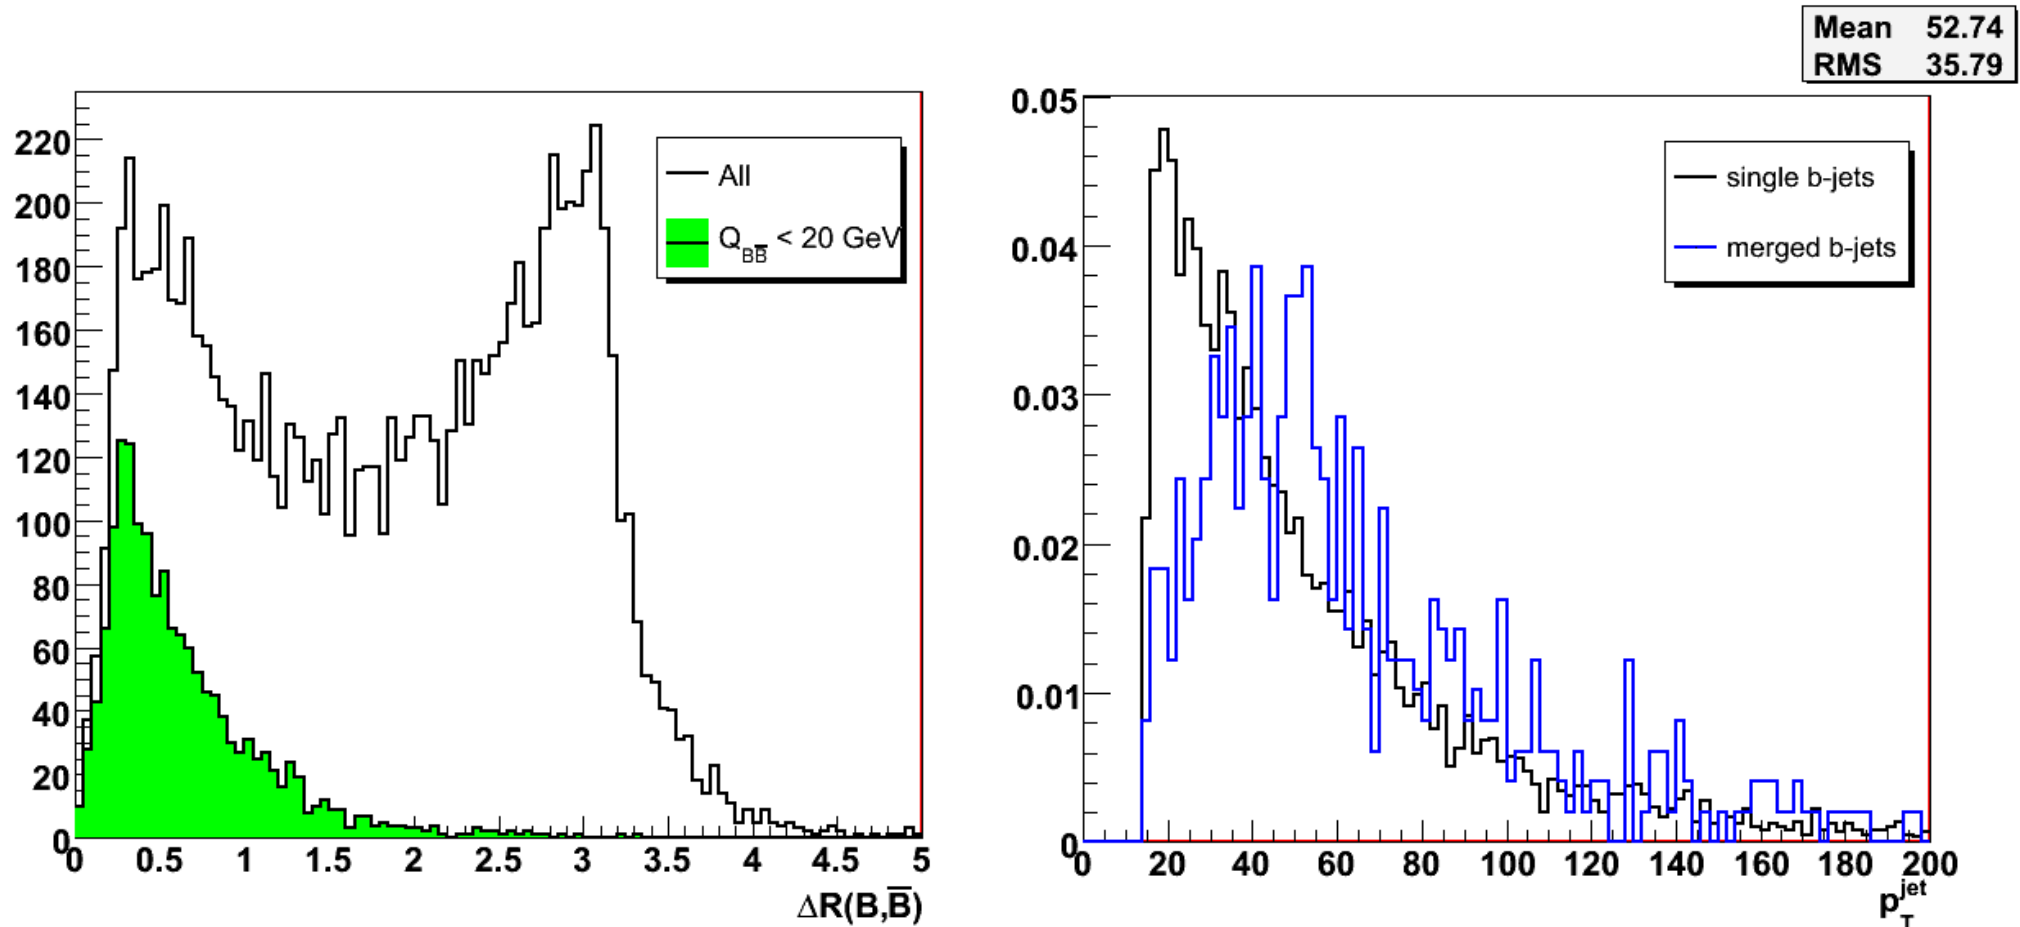 Mean 52.74
RMS 35.79
220
200
180
160
140
120
100
80
60
40
20
0
All
Q_BB̅ < 20 GeV
0 0.5 1 1.5 2 2.5 3 3.5 4 4.5 5
ΔR(B,B̅)
0.05
0.04
0.03
0.02
0.01
0
single b-jets
merged b-jets
0 20 40 60 80 100 120 140 160 180 200
p_T^jet